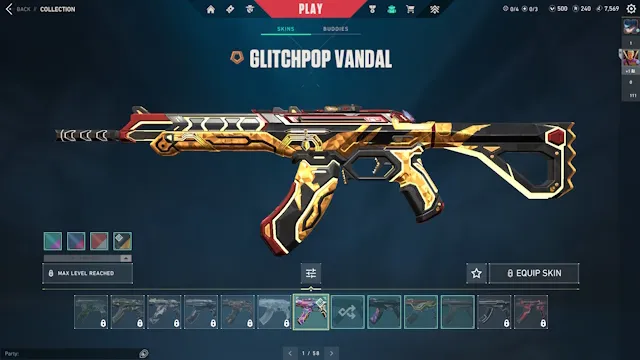 BACK / COLLECTION
PLAY
0/4 0/3 500 240 7,569
SKINS BUDDIES
GLITCHPOP VANDAL
MAX LEVEL REACHED
EQUIP SKIN
Party:
1 / 58